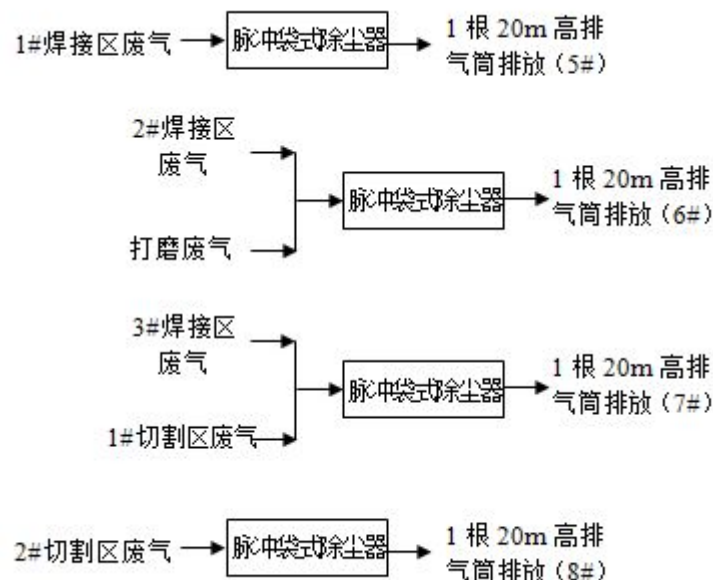 1#焊接区废气
脉冲袋式除尘器
1 根 20m 高排
气筒排放（5#）
2#焊接区
废气
打磨废气
脉冲袋式除尘器
1 根 20m 高排
气筒排放（6#）
3#焊接区
废气
1#切割区废气
脉冲袋式除尘器
1 根 20m 高排
气筒排放（7#）
2#切割区废气
脉冲袋式除尘器
1 根 20m 高排
气筒排放（8#）